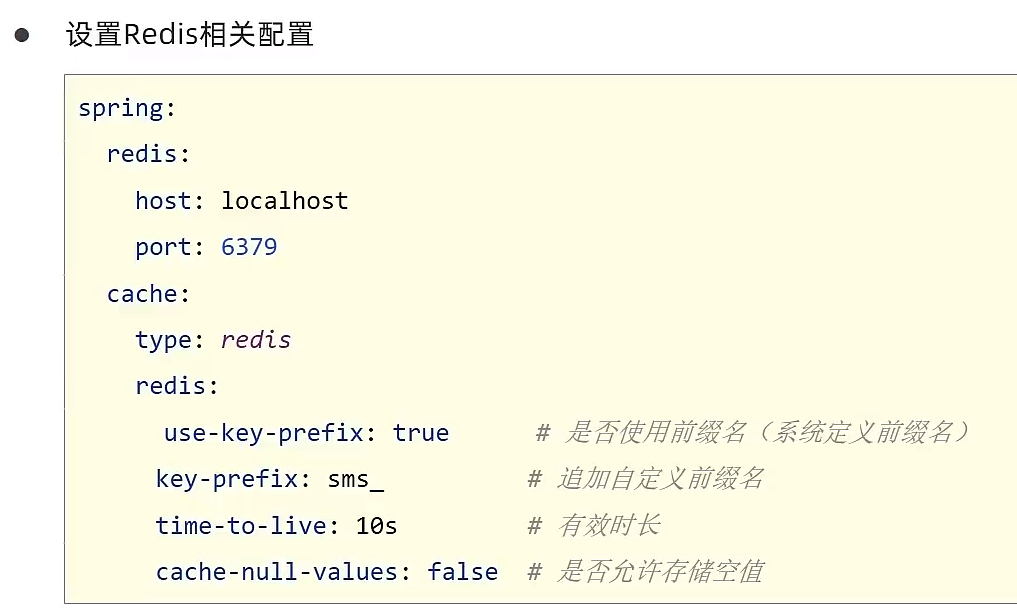 ● 设置Redis相关配置
spring:
  redis:
    host: localhost
    port: 6379
  cache:
    type: redis
    redis:
      use-key-prefix: true      # 是否使用前缀名（系统定义前缀名）
      key-prefix: sms_          # 追加自定义前缀名
      time-to-live: 10s         # 有效时长
      cache-null-values: false  # 是否允许存储空值